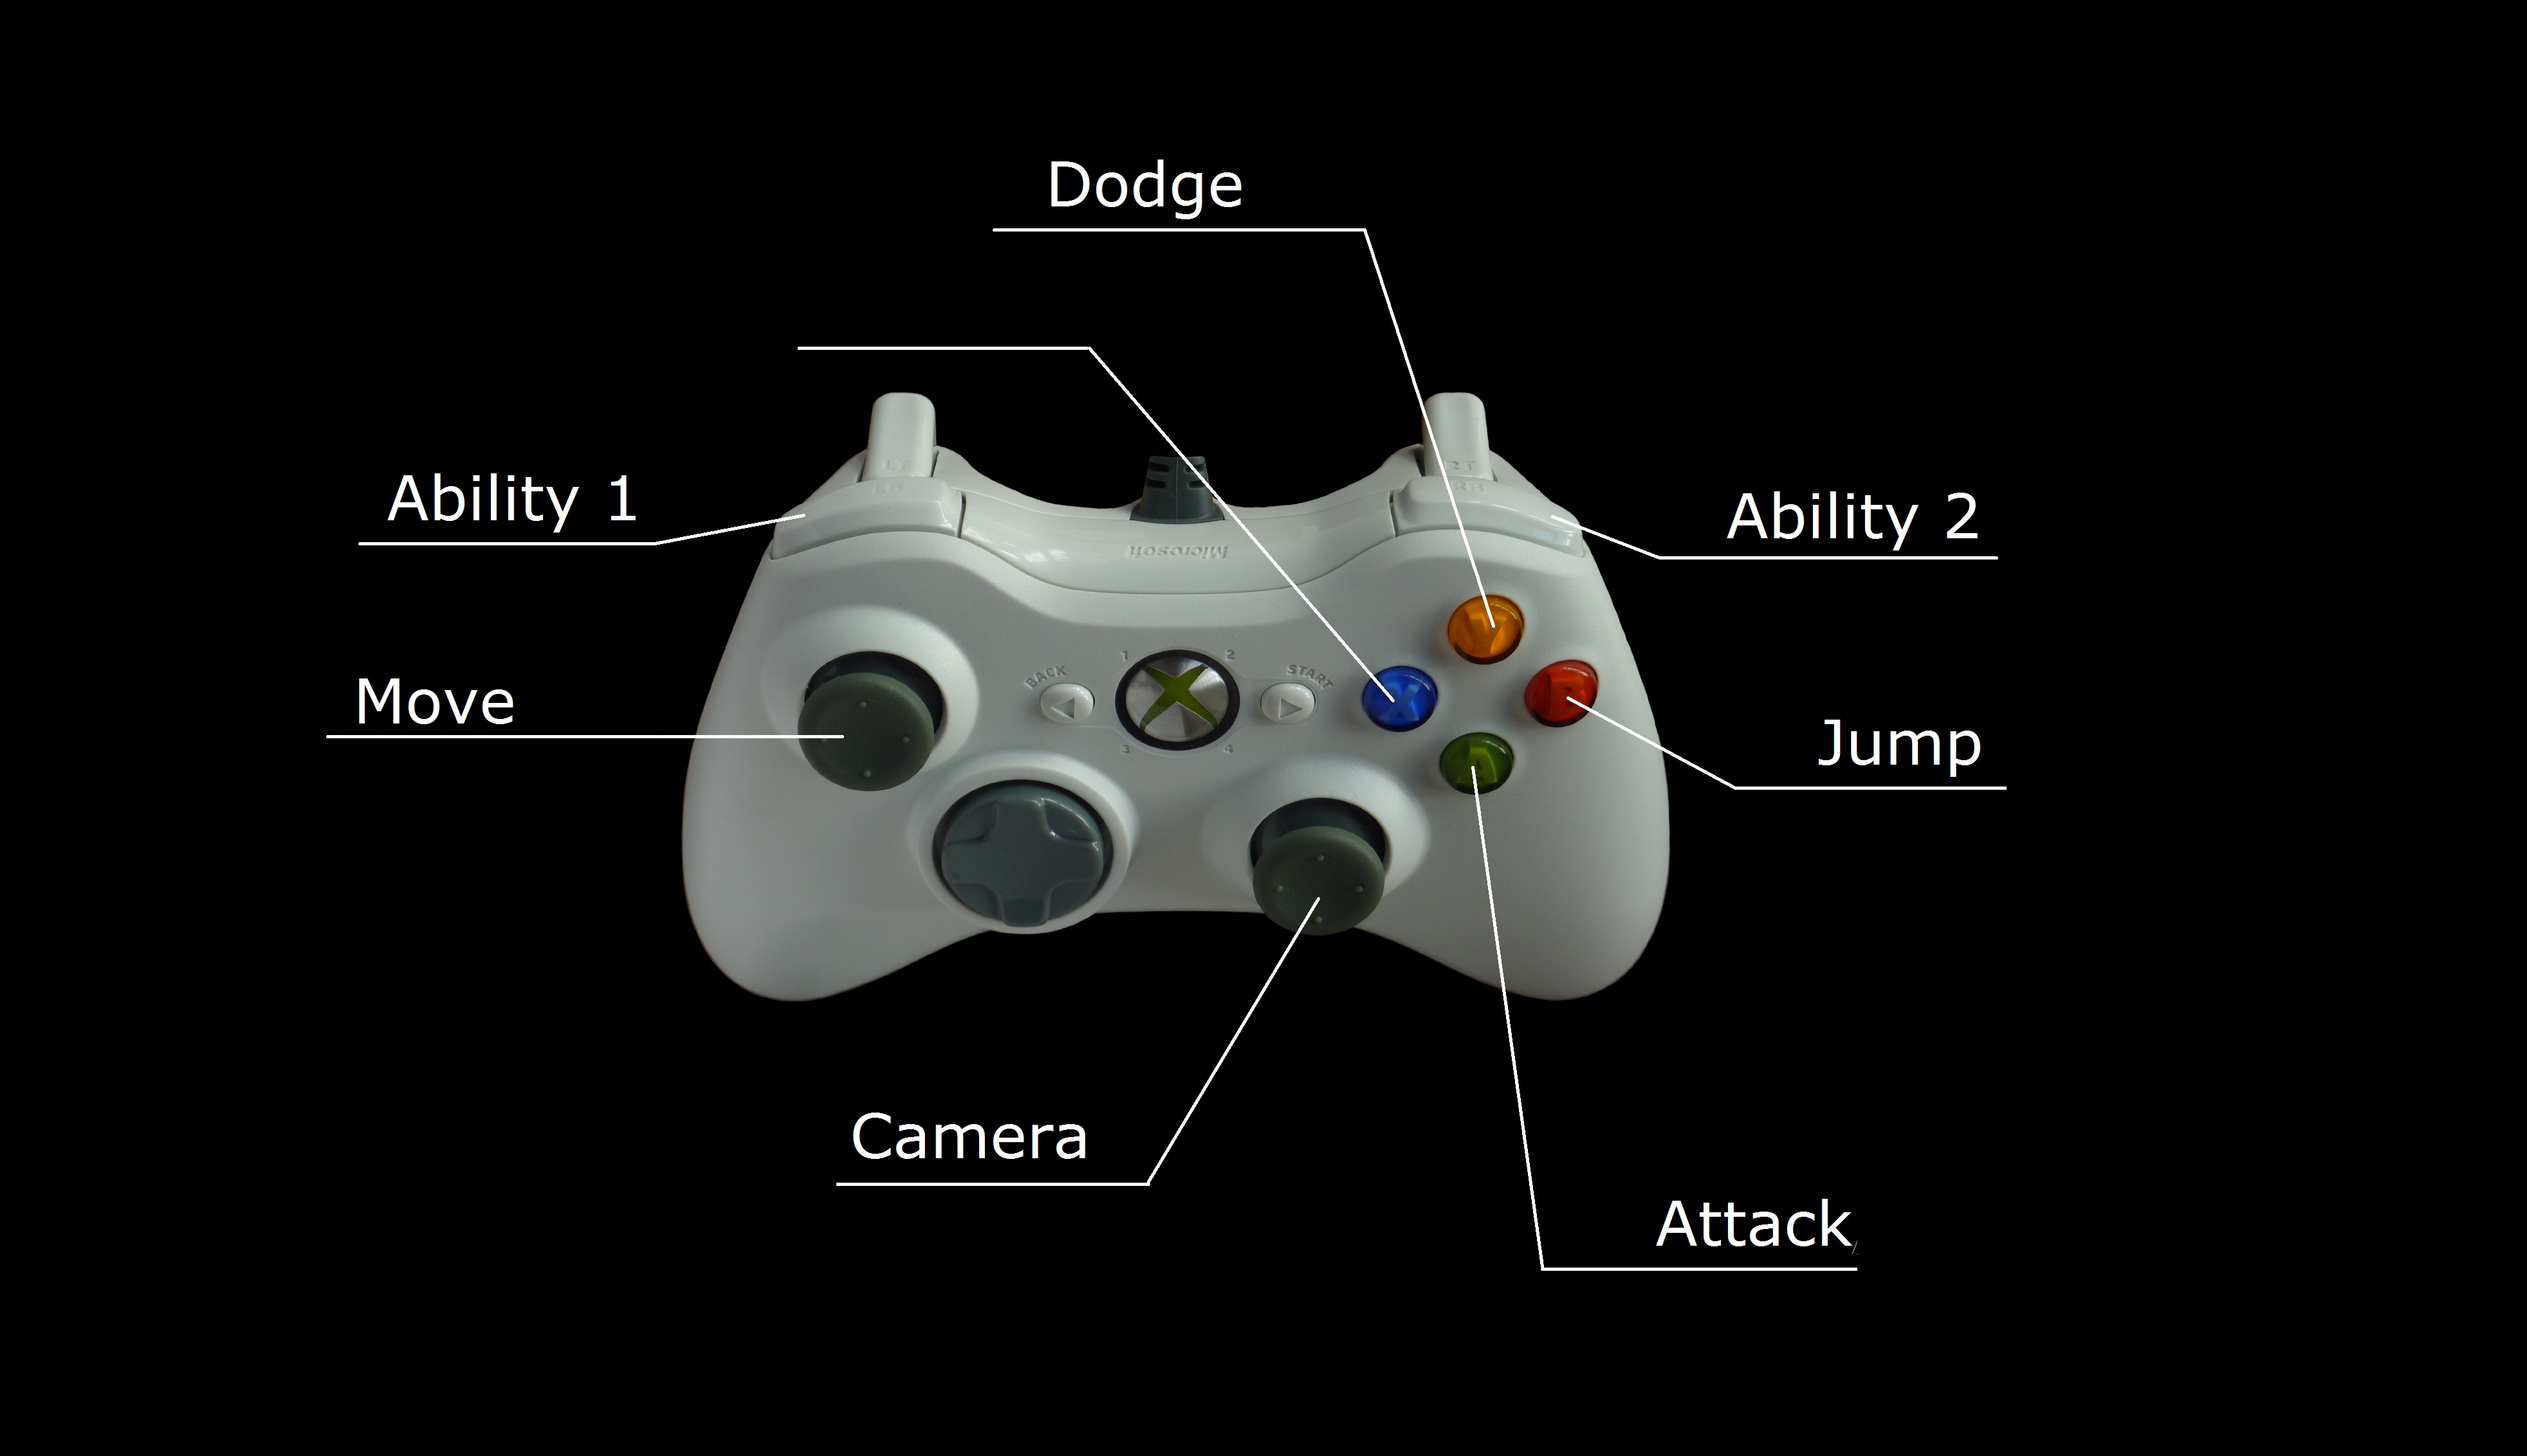 Dodge
Ability 1
LT
RT
RB
Ability 2
Microsoft
Y
1
2
BACK
START
Move
X
B
Jump
3
4
A
Camera
Attack